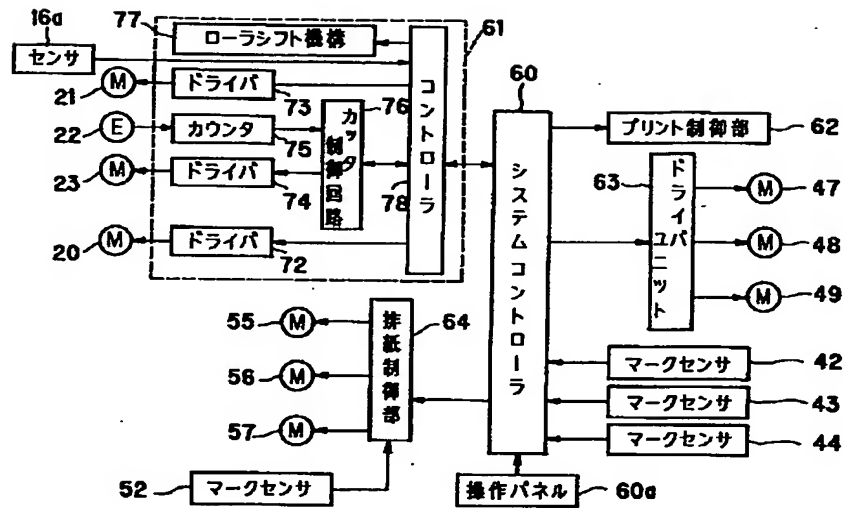 77
ローラシフト機構
61
16a
センサ
コントローラ
78
60
システムコントローラ
21
M
ドライバ
73
76
カッタ制御回路
22
E
カウンタ
75
プリント制御部
62
23
M
ドライバ
74
63
ドライバユニット
M
47
20
M
ドライバ
72
M
48
M
49
55
M
64
排紙制御部
56
M
57
M
マークセンサ
42
マークセンサ
43
マークセンサ
44
52
マークセンサ
操作パネル
60a